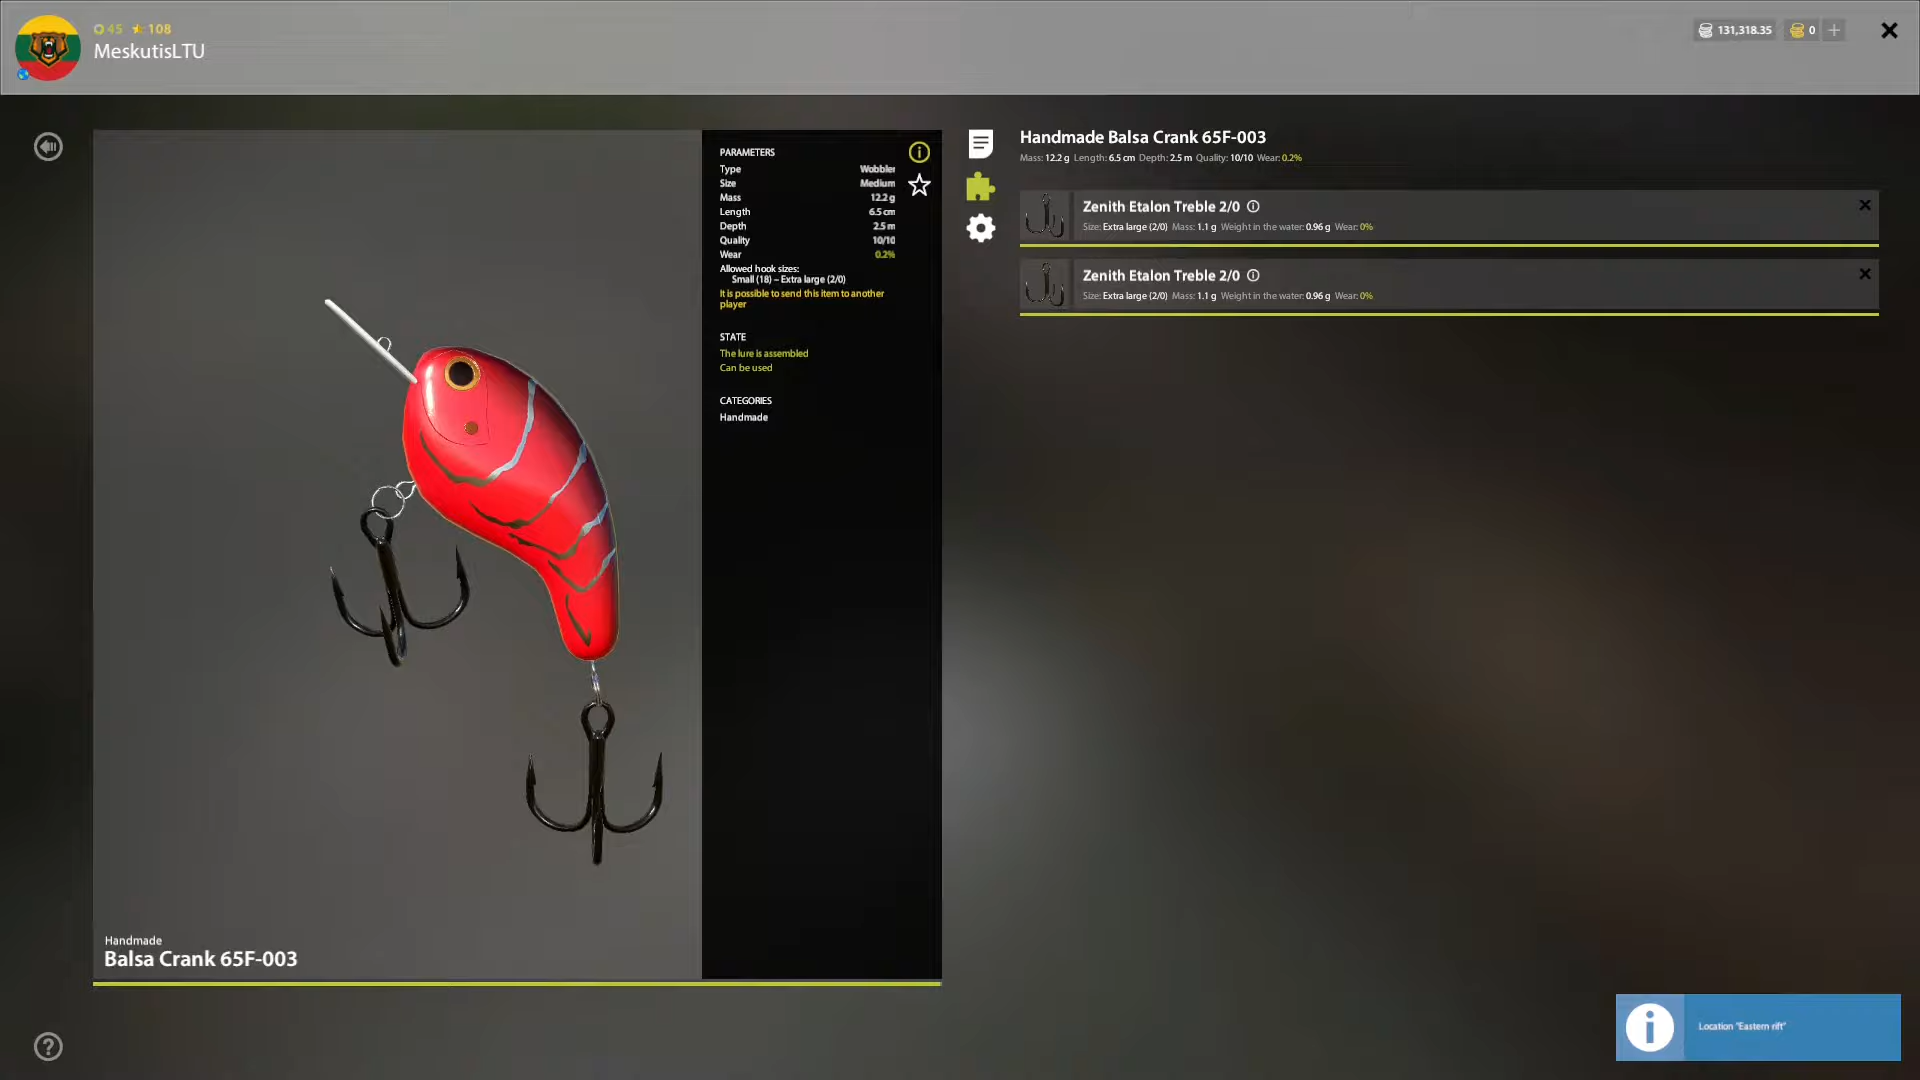 45 108
MeskutisLTU
131,318.35 0
PARAMETERS
Type Wobbler
Size Medium
Mass 12.2 g
Length 6.5 cm
Depth 2.5 m
Quality 10/10
Wear 0.2%
Allowed hook sizes:
Small (18) – Extra large (2/0)
It is possible to send this item to another
player
STATE
The lure is assembled
Can be used
CATEGORIES
Handmade
Handmade
Balsa Crank 65F-003
Handmade Balsa Crank 65F-003
Mass: 12.2 g Length: 6.5 cm Depth: 2.5 m Quality: 10/10 Wear: 0.2%
Zenith Etalon Treble 2/0
Size: Extra large (2/0) Mass: 1.1 g Weight in the water: 0.96 g Wear: 0%
Zenith Etalon Treble 2/0
Size: Extra large (2/0) Mass: 1.1 g Weight in the water: 0.96 g Wear: 0%
Location "Eastern rift"